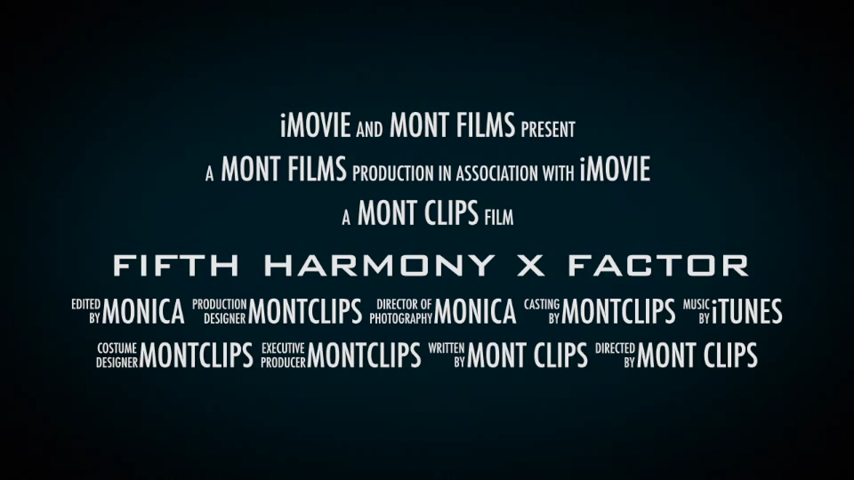 iMOVIE AND MONT FILMS PRESENT
A MONT FILMS PRODUCTION IN ASSOCIATION WITH iMOVIE
A MONT CLIPS FILM
FIFTH HARMONY X FACTOR
EDITED BY MONICA PRODUCTION DESIGNER MONTCLIPS DIRECTOR OF PHOTOGRAPHY MONICA CASTING BY MONTCLIPS MUSIC BY iTUNES
COSTUME DESIGNER MONTCLIPS EXECUTIVE PRODUCER MONTCLIPS WRITTEN BY MONT CLIPS DIRECTED BY MONT CLIPS